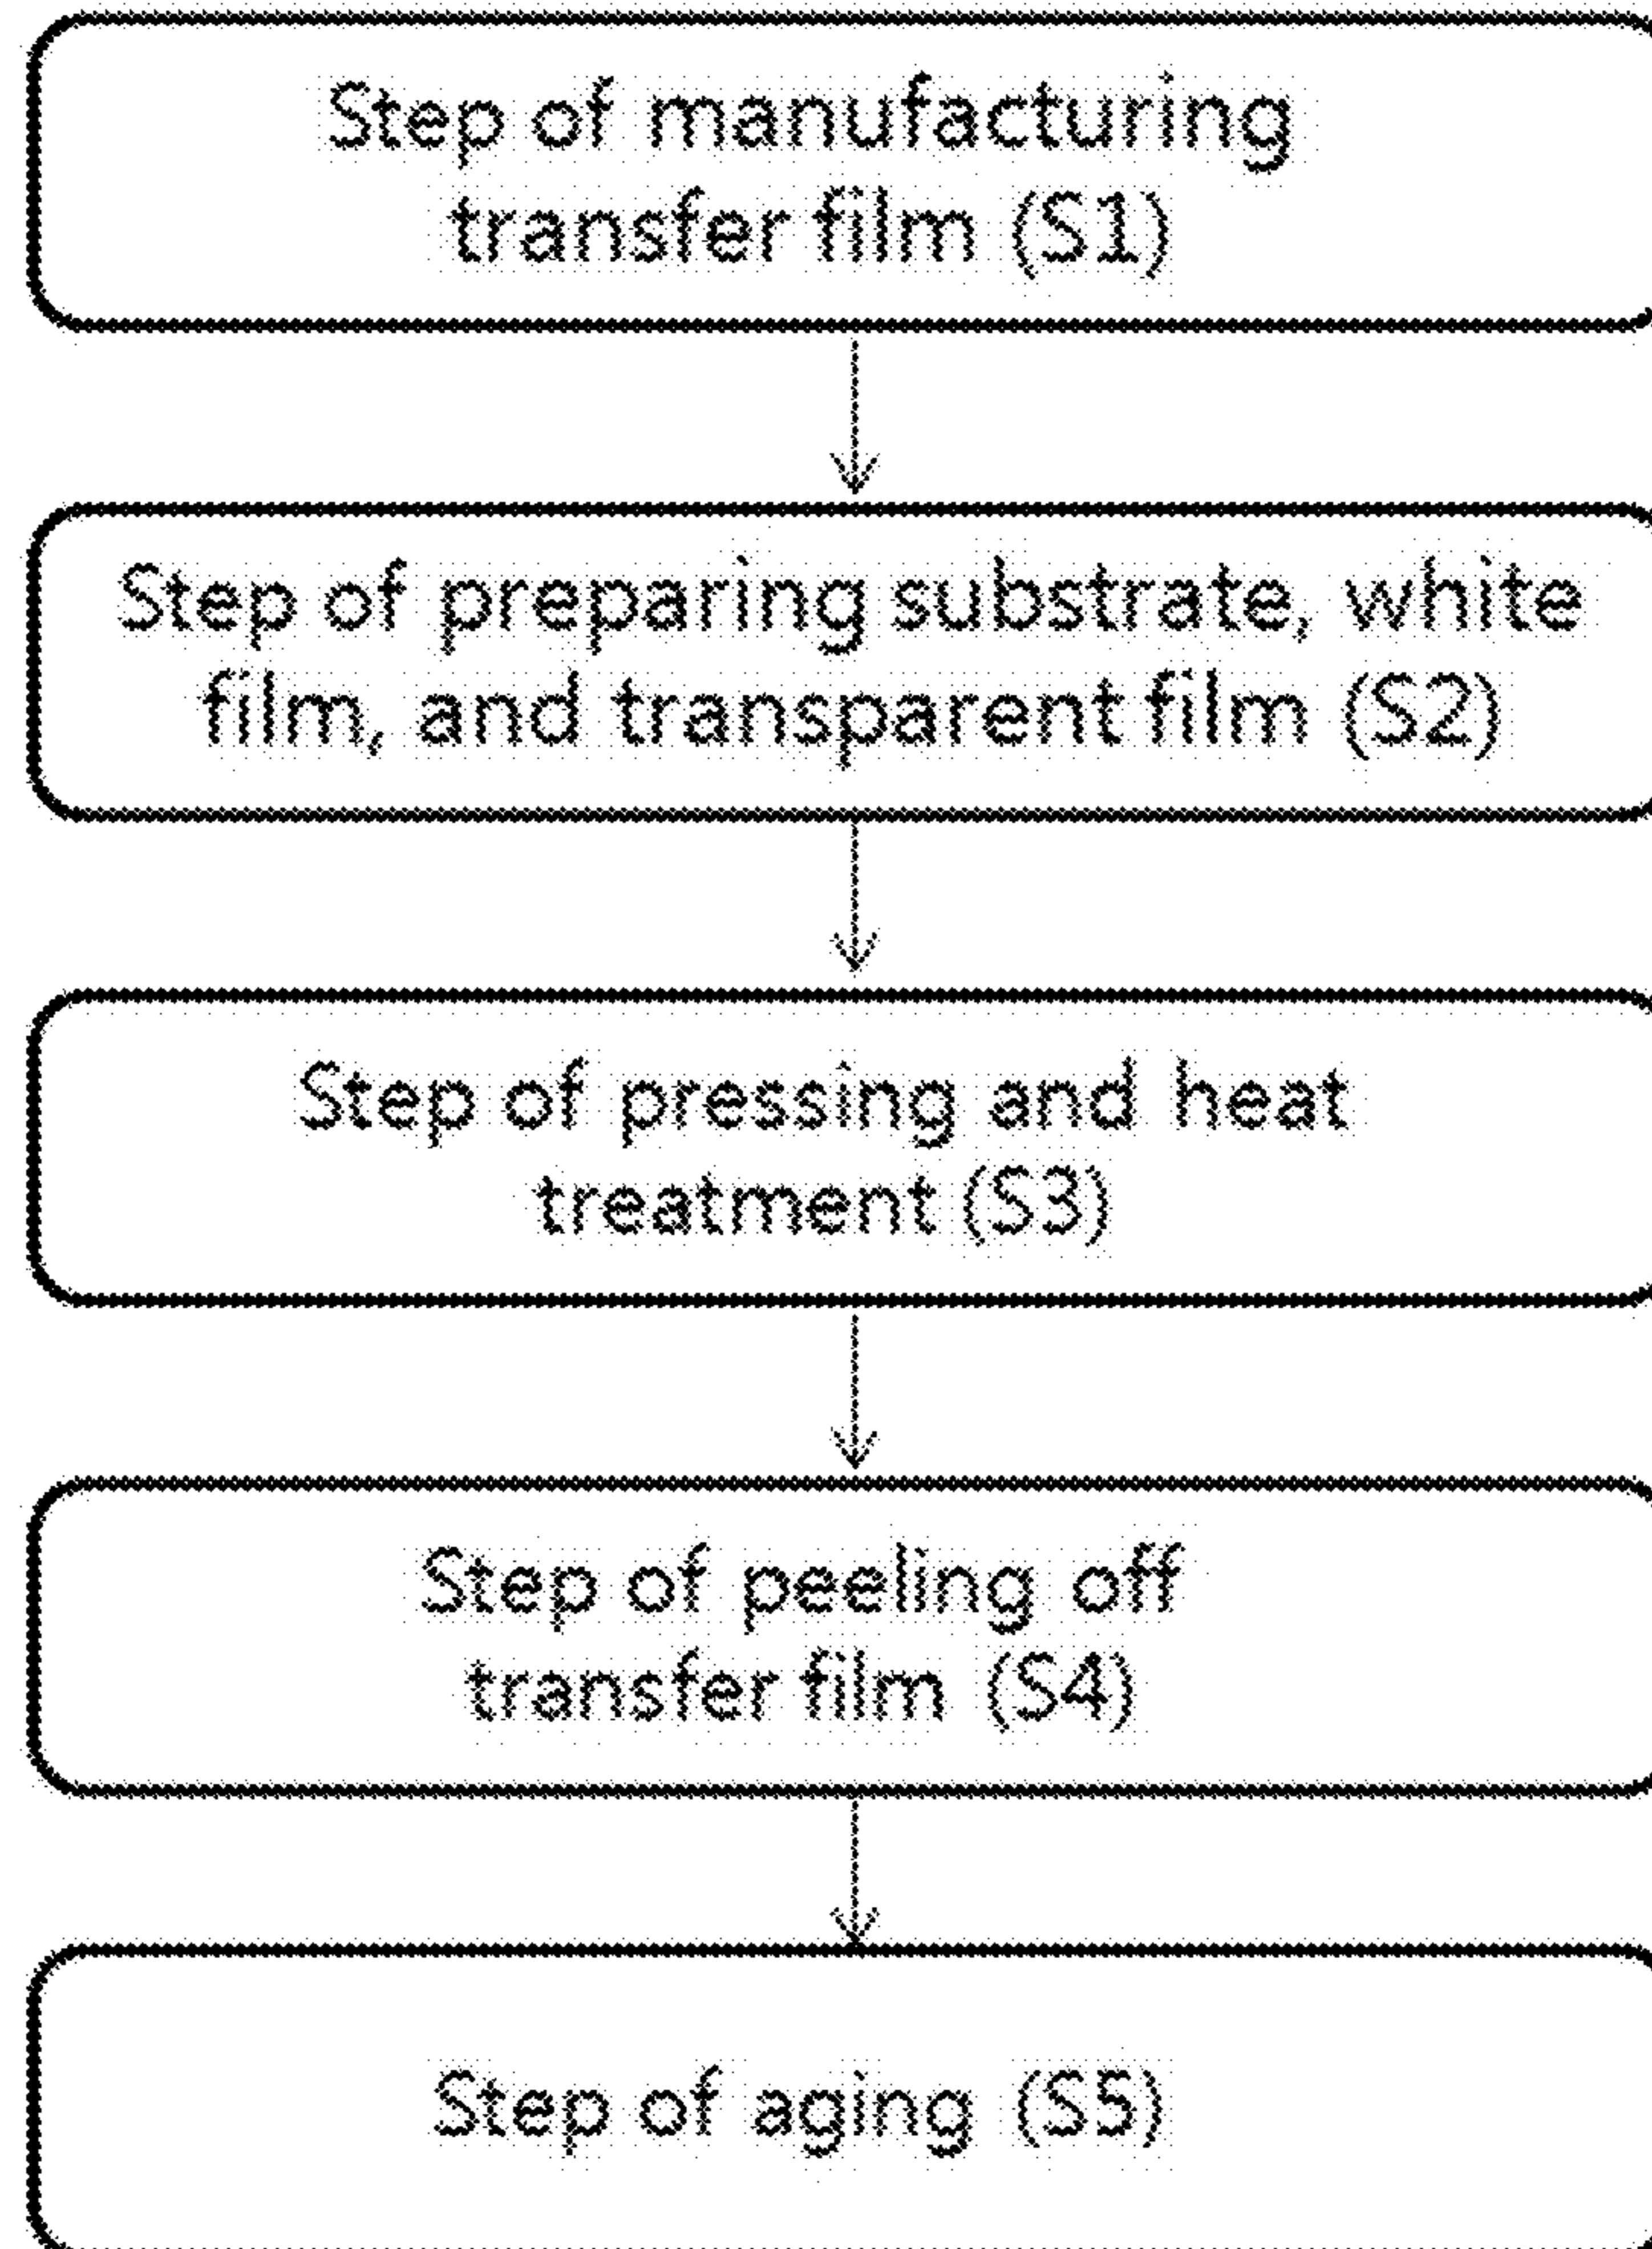 Step of manufacturing
transfer film (S1)
Step of preparing substrate, white
film, and transparent film (S2)
Step of pressing and heat
treatment (S3)
Step of peeling off
transfer film (S4)
Step of aging (S5)